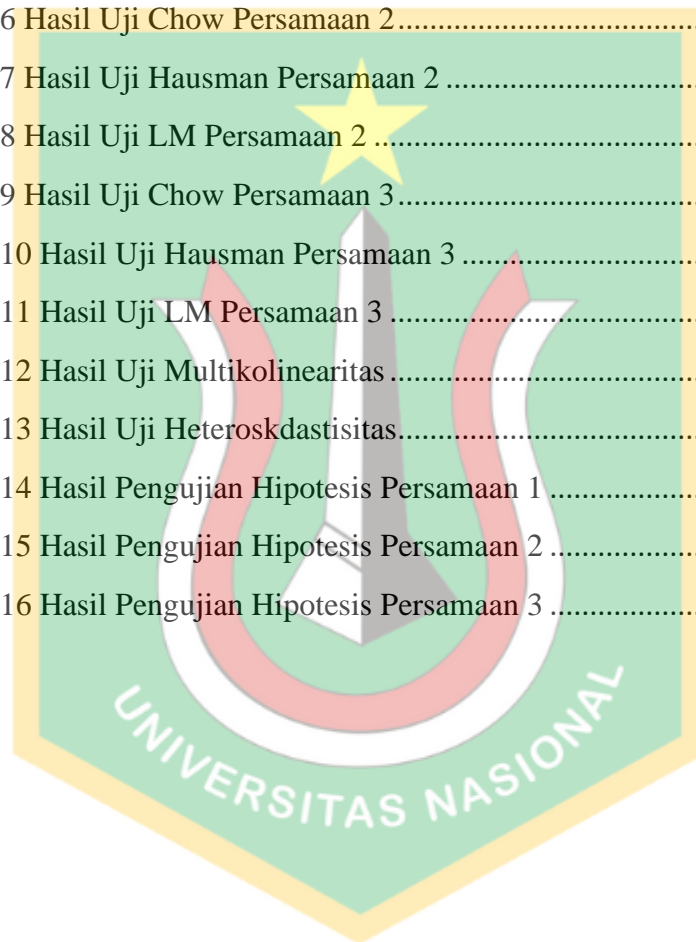 6 Hasil Uji Chow Persamaan 2.....................................
7 Hasil Uji Hausman Persamaan 2 ...............................
8 Hasil Uji LM Persamaan 2 ........................................
9 Hasil Uji Chow Persamaan 3.....................................
10 Hasil Uji Hausman Persamaan 3 .............................
11 Hasil Uji LM Persamaan 3 ......................................
12 Hasil Uji Multikolinearitas ......................................
13 Hasil Uji Heteroskdastisitas.....................................
14 Hasil Pengujian Hipotesis Persamaan 1 ..................
15 Hasil Pengujian Hipotesis Persamaan 2 ..................
16 Hasil Pengujian Hipotesis Persamaan 3 ..................
UNIVERSITAS NASIONAL